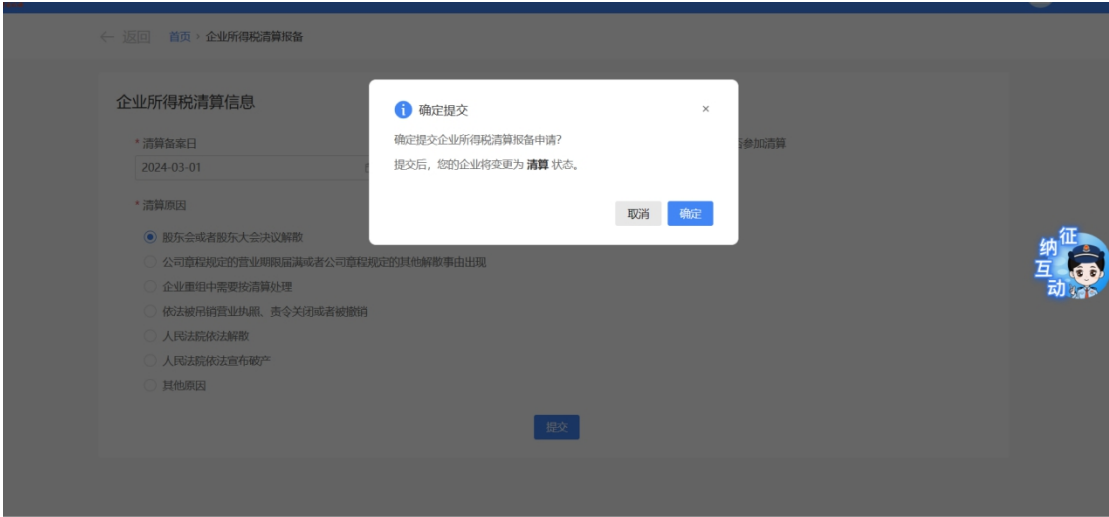 ← 返回 首页 > 企业所得税清算报备
企业所得税清算信息
* 清算备案日
参加清算
2024-03-01
* 清算原因
股东会或者股东大会决议解散
公司章程规定的营业期限届满或者公司章程规定的其他解散事由出现
企业重组中需要按清算处理
依法被吊销营业执照、责令关闭或者被撤销
人民法院依法解散
人民法院依法宣布破产
其他原因
提交
确定提交
×
确定提交企业所得税清算报备申请?
提交后，您的企业将变更为 清算 状态。
取消 确定
征纳互动